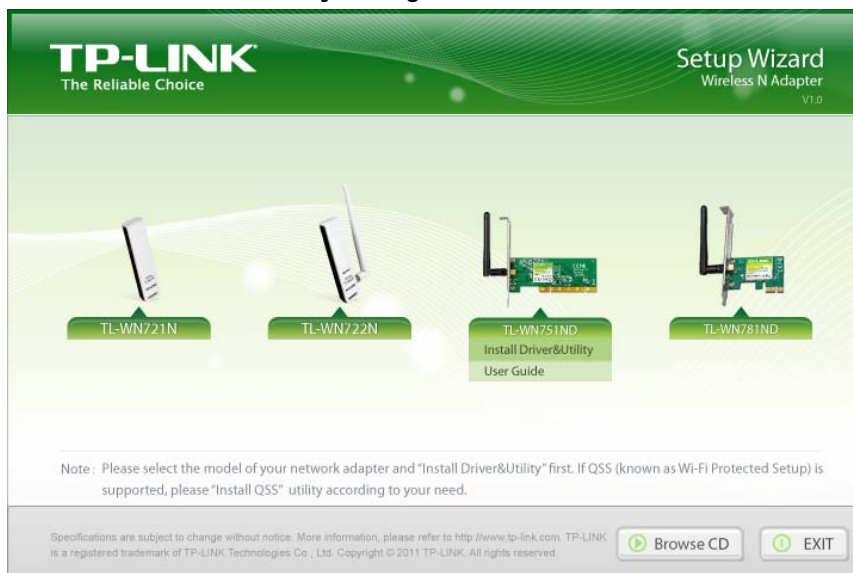 TP-LINK
The Reliable Choice
Setup Wizard
Wireless N Adapter
V1.0
TL-WN721N
TL-WN722N
TL-WN751ND
TL-WN781ND
Install Driver&Utility
User Guide
Note : Please select the model of your network adapter and "Install Driver&Utility" first. If QSS (known as Wi-Fi Protected Setup) is
supported, please "Install QSS" utility according to your need.
Specifications are subject to change without notice. More information, please refer to http://www.tp-link.com. TP-LINK
is a registered trademark of TP-LINK Technologies Co., Ltd. Copyright © 2011 TP-LINK. All rights reserved.
Browse CD
EXIT